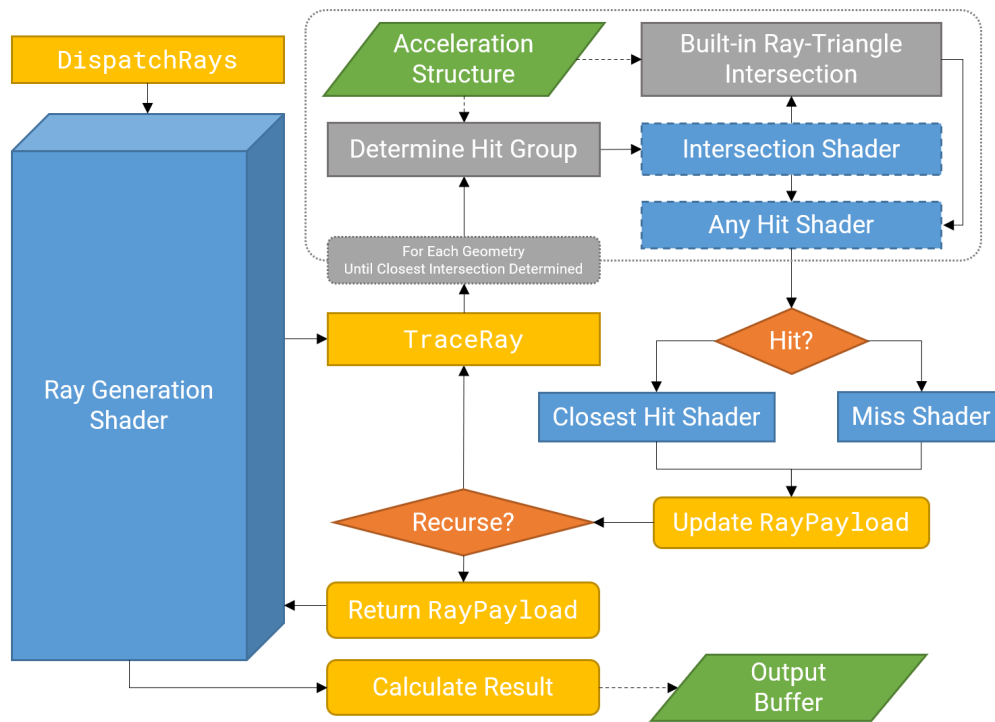 DispatchRays
Acceleration
Structure
Built-in Ray-Triangle
Intersection
Determine Hit Group
Intersection Shader
Any Hit Shader
For Each Geometry
Until Closest Intersection Determined
TraceRay
Hit?
Ray Generation
Shader
Closest Hit Shader
Miss Shader
Recurse?
Update RayPayload
Return RayPayload
Calculate Result
Output
Buffer